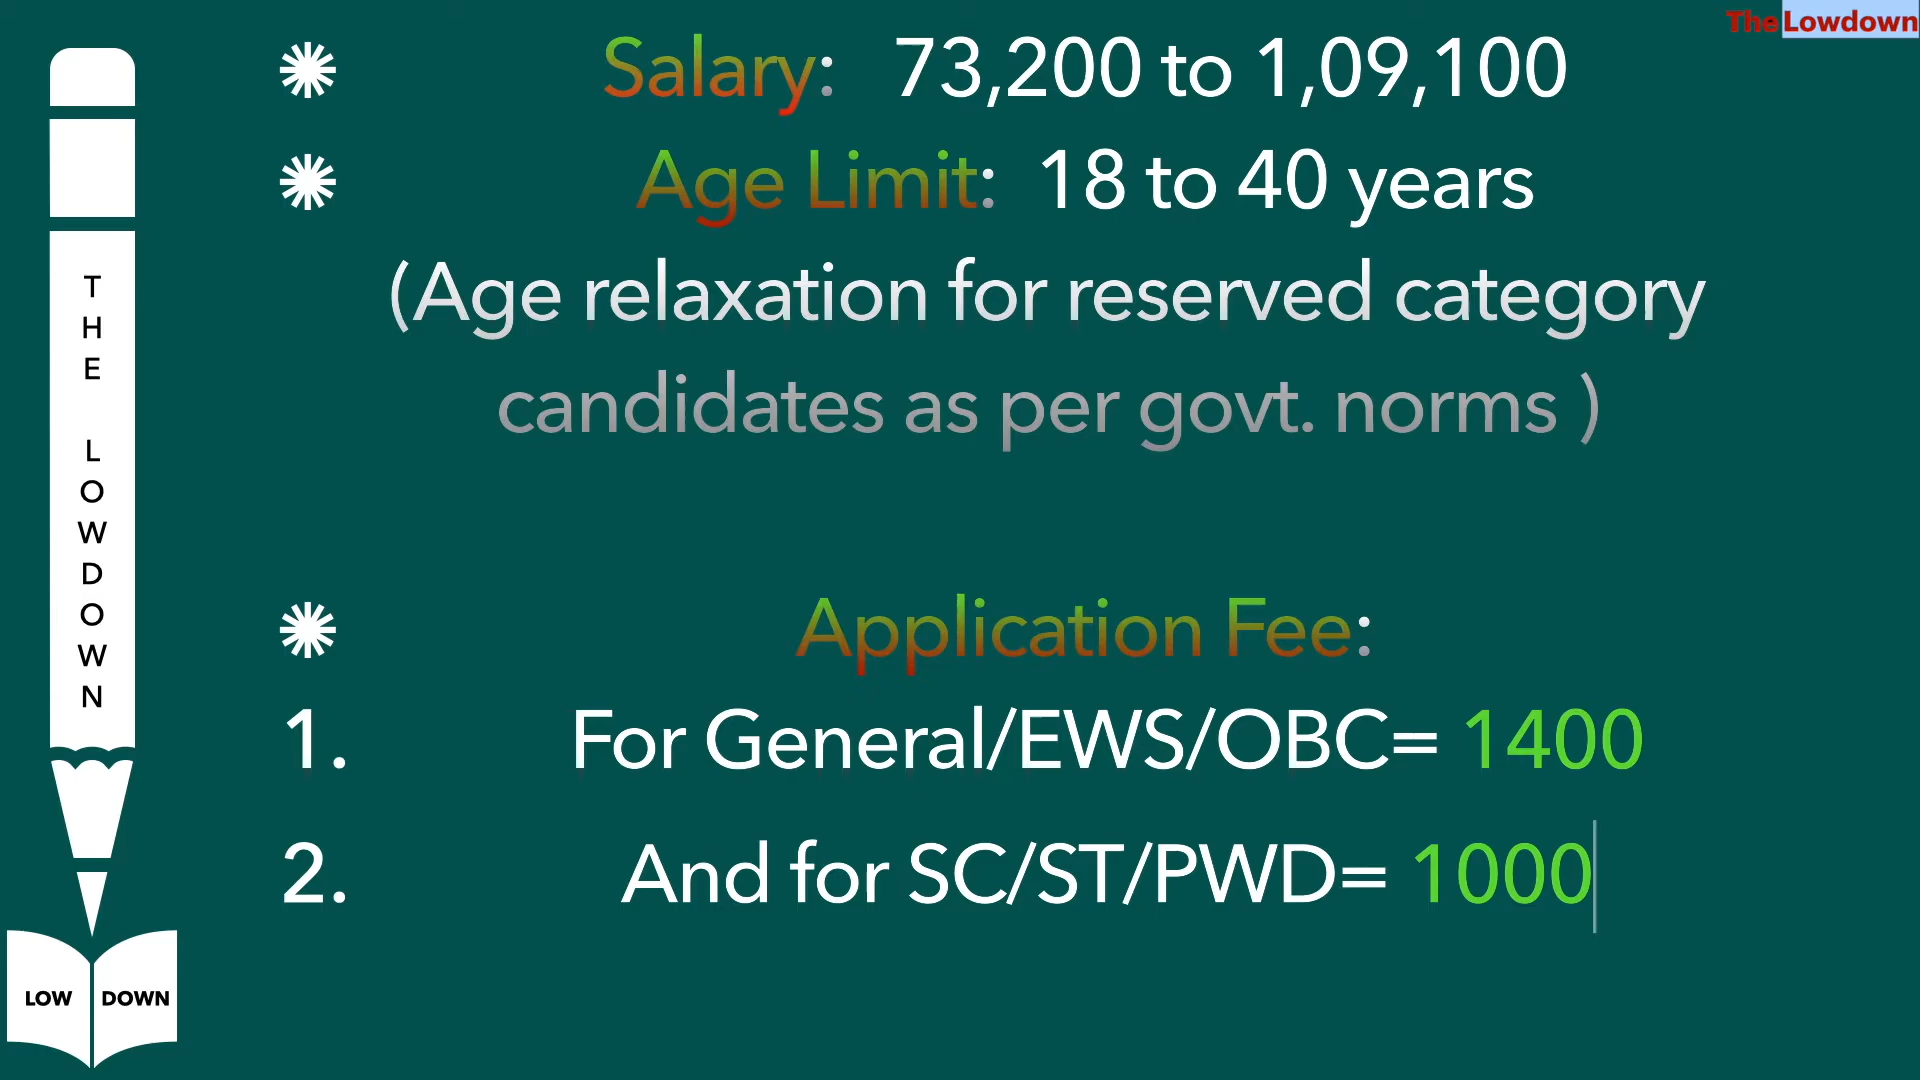 The Lowdown
Salary: 73,200 to 1,09,100
Age Limit: 18 to 40 years
(Age relaxation for reserved category
candidates as per govt. norms )
Application Fee:
1. For General/EWS/OBC= 1400
2. And for SC/ST/PWD= 1000
THE LOWDOWN
LOW DOWN